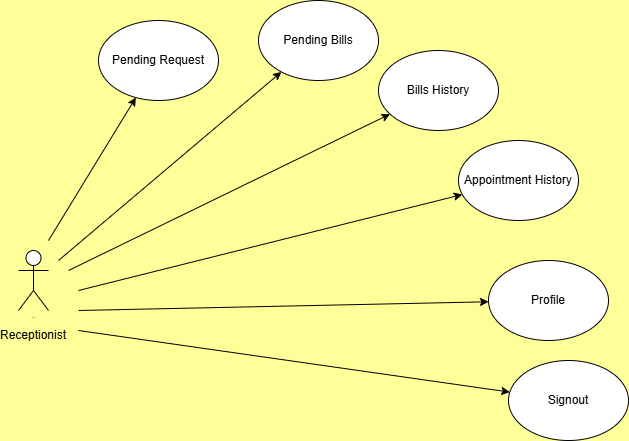 Pending Bills
Pending Request
Bills History
Appointment History
Profile
Receptionist
Signout